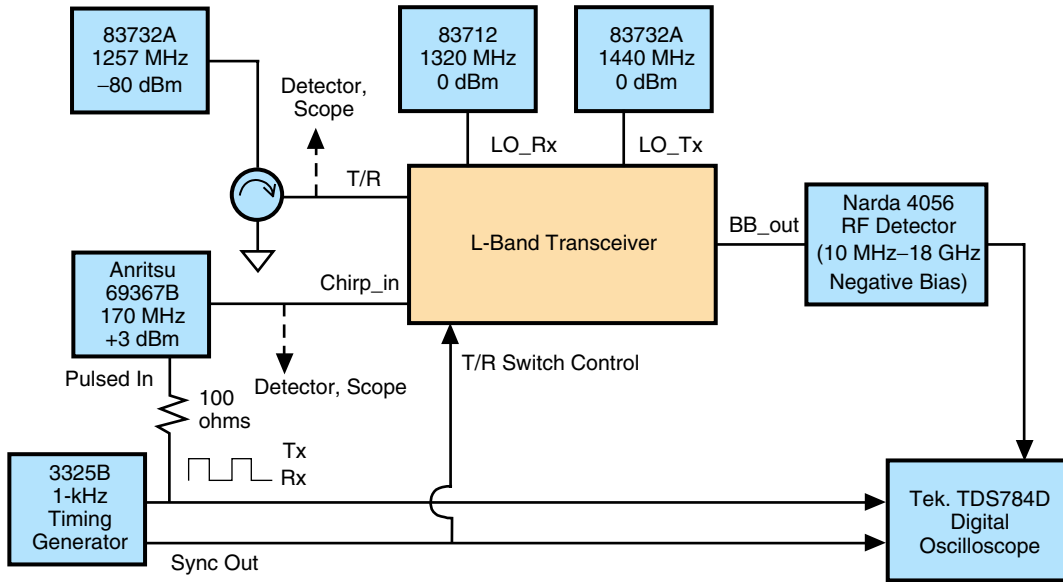 83732A
1257 MHz
–80 dBm
Detector,
Scope
83712
1320 MHz
0 dBm
83732A
1440 MHz
0 dBm
LO_Rx
LO_Tx
T/R
L-Band Transceiver
BB_out
Narda 4056
RF Detector
(10 MHz–18 GHz
Negative Bias)
Anritsu
69367B
170 MHz
+3 dBm
Chirp_in
Detector, Scope
T/R Switch Control
Pulsed In
100
ohms
Tx
Rx
3325B
1-kHz
Timing
Generator
Sync Out
Tek. TDS784D
Digital
Oscilloscope